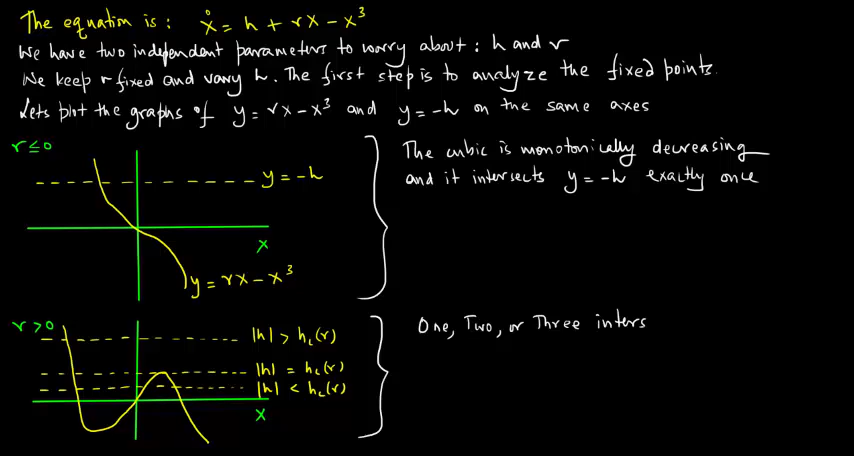 The equation is: ẋ = h + rx - x³
We have two independent parameters to worry about: h and r
We keep r fixed and vary h. The first step is to analyze the fixed points.
Lets plot the graphs of y = rx - x³ and y = -h on the same axes
r ≤ 0
The cubic is monotonically decreasing
y = -h
and it intersects y = -h exactly once
x
y = rx - x³
r > 0
One, Two, or Three inters
|h| > h_c(r)
|h| = h_c(r)
|h| < h_c(r)
x